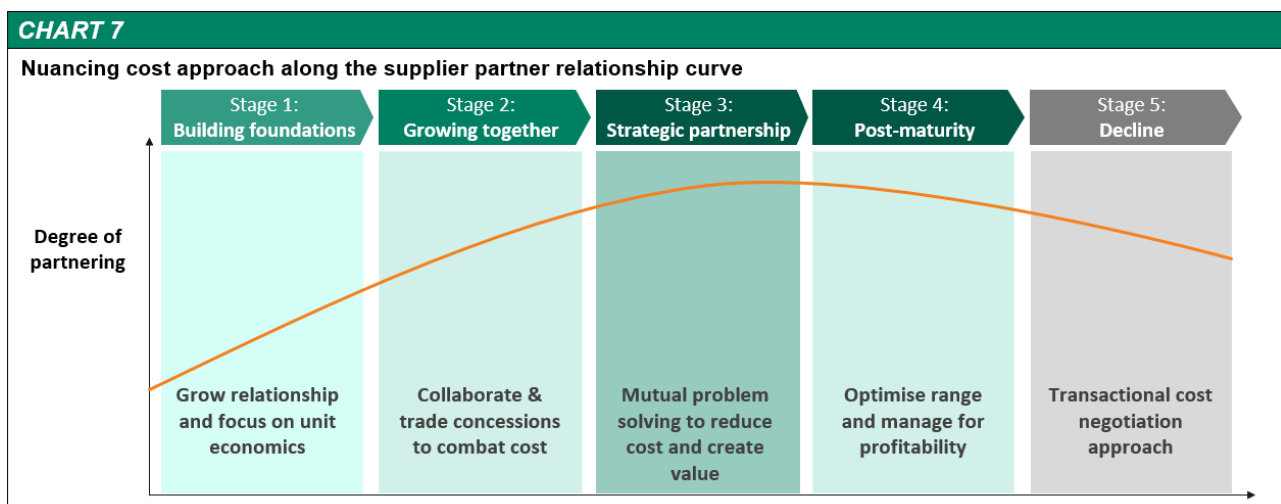 CHART 7
Nuancing cost approach along the supplier partner relationship curve
Stage 1:
Building foundations
Stage 2:
Growing together
Stage 3:
Strategic partnership
Stage 4:
Post-maturity
Stage 5:
Decline
Degree of
partnering
Grow relationship
and focus on unit
economics
Collaborate &
trade concessions
to combat cost
Mutual problem
solving to reduce
cost and create
value
Optimise range
and manage for
profitability
Transactional cost
negotiation
approach